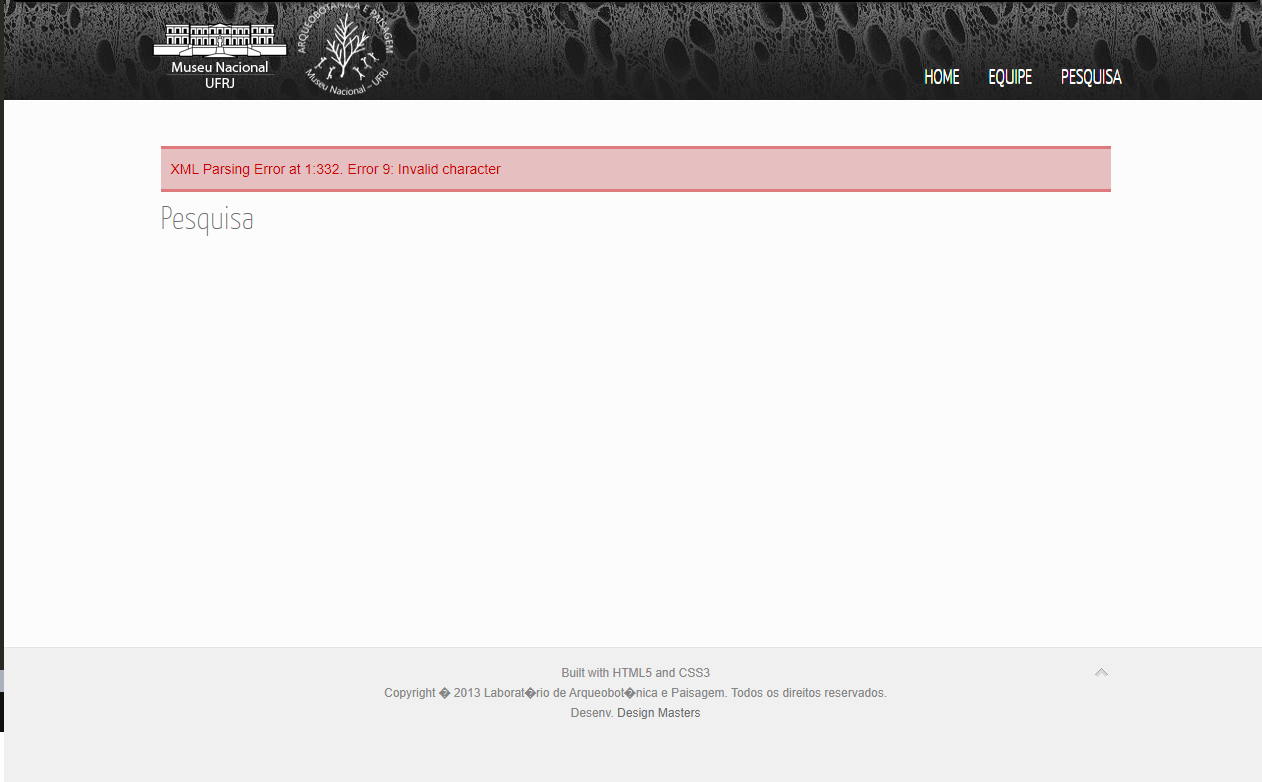 Museu Nacional
UFRJ
ARQUEOBOTÂNICA E PAISAGEM
Museu Nacional - UFRJ
HOME EQUIPE PESQUISA
XML Parsing Error at 1:332. Error 9: Invalid character
Pesquisa
Built with HTML5 and CSS3
Copyright � 2013 Laborat�rio de Arqueobot�nica e Paisagem. Todos os direitos reservados.
Desenv. Design Masters